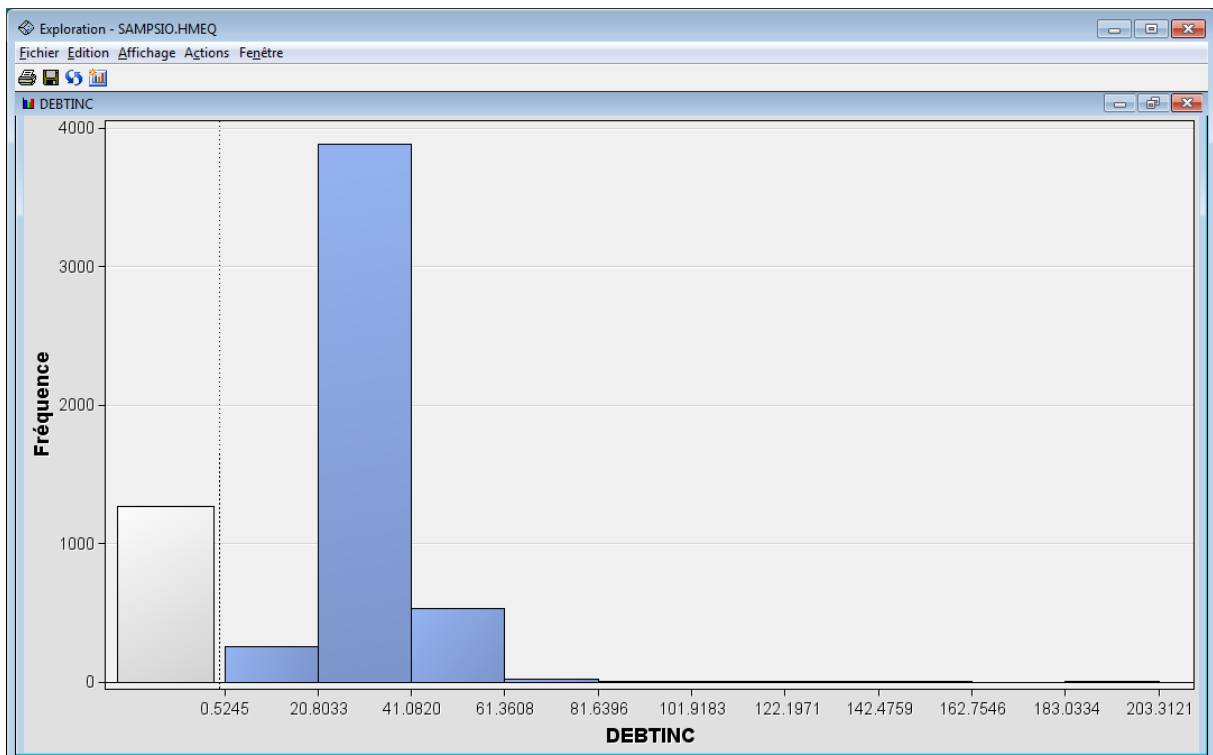 Exploration - SAMPSIO.HMEQ
Fichier Edition Affichage Actions Fenêtre
DEBTINC
4000
3000
2000
1000
0
Fréquence
0.5245 20.8033 41.0820 61.3608 81.6396 101.9183 122.1971 142.4759 162.7546 183.0334 203.3121
DEBTINC